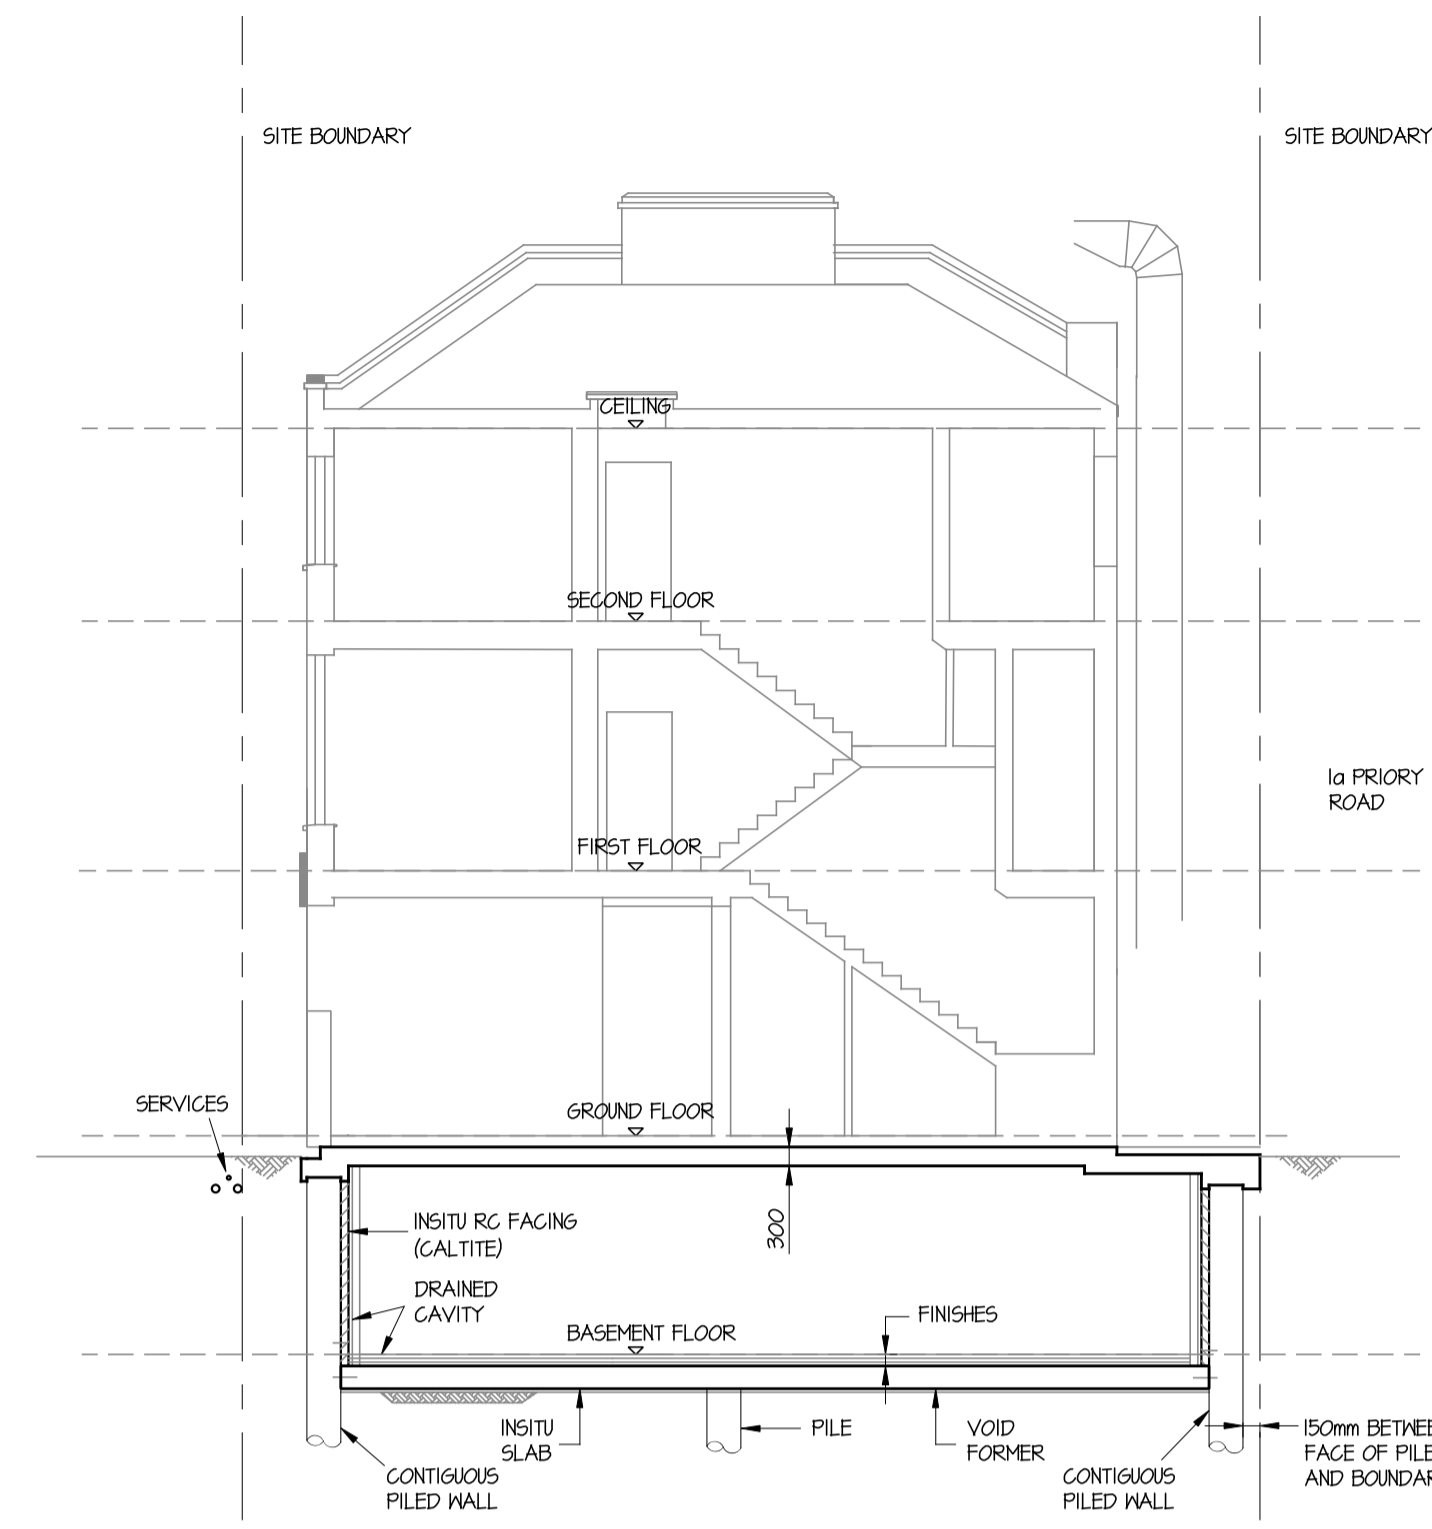 SITE BOUNDARY
SITE BOUNDARY
CEILING
SECOND FLOOR
1a PRIORY
ROAD
FIRST FLOOR
SERVICES
GROUND FLOOR
300
INSITU RC FACING
(CALTITE)
DRAINED
CAVITY
FINISHES
BASEMENT FLOOR
INSITU
SLAB
PILE
VOID
FORMER
150mm BETWEE
FACE OF PILE
AND BOUNDAR
CONTIGUOUS
PILED WALL
CONTIGUOUS
PILED WALL